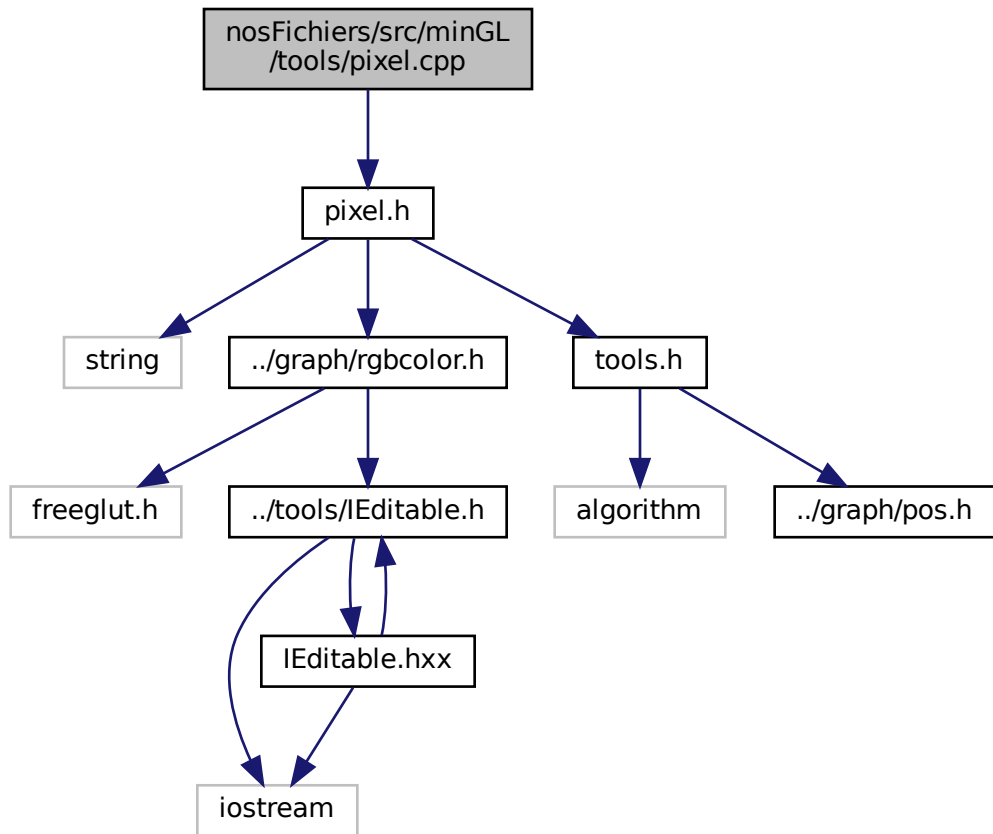 nosFichiers/src/minGL
/tools/pixel.cpp
pixel.h
string
../graph/rgbcolor.h
tools.h
freeglut.h
../tools/IEditable.h
algorithm
../graph/pos.h
IEditable.hxx
iostream